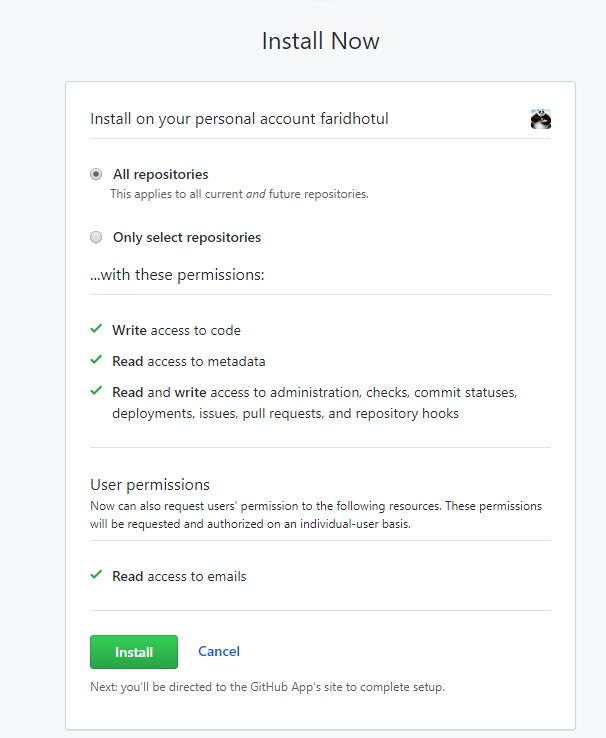 Install Now
Install on your personal account faridhotul
All repositories
This applies to all current and future repositories.
Only select repositories
...with these permissions:
Write access to code
Read access to metadata
Read and write access to administration, checks, commit statuses,
deployments, issues, pull requests, and repository hooks
User permissions
Now can also request users' permission to the following resources. These permissions
will be requested and authorized on an individual-user basis.
Read access to emails
Install Cancel
Next: you'll be directed to the GitHub App's site to complete setup.